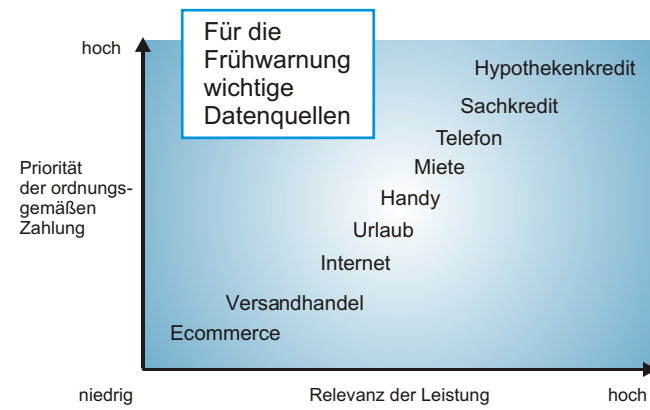 Für die
Frühwarnung
wichtige
Datenquellen
hoch
Hypothekenkredit
Sachkredit
Telefon
Miete
Priorität
der ordnungs-
gemäßen
Zahlung
Handy
Urlaub
Internet
Versandhandel
Ecommerce
niedrig
Relevanz der Leistung
hoch